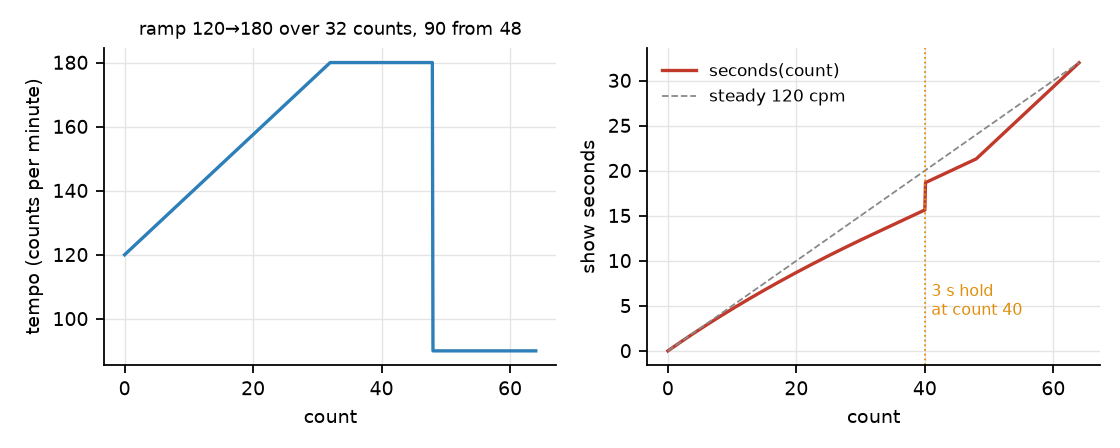 ramp 120→180 over 32 counts, 90 from 48
tempo (counts per minute)
180
160
140
120
100
0
20
40
60
count
show seconds
30
25
20
15
10
5
0
seconds(count)
steady 120 cpm
3 s hold
at count 40
0
20
40
60
count